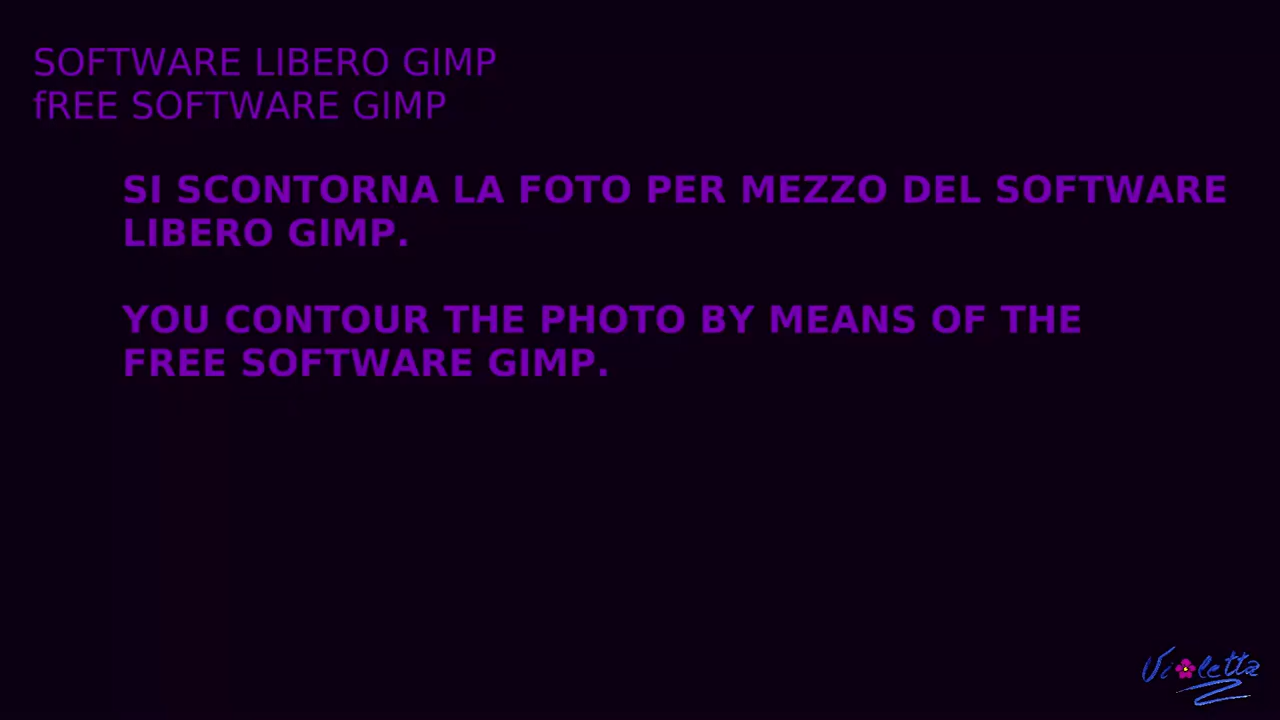 SOFTWARE LIBERO GIMP
fREE SOFTWARE GIMP
SI SCONTORNA LA FOTO PER MEZZO DEL SOFTWARE
LIBERO GIMP.
YOU CONTOUR THE PHOTO BY MEANS OF THE
FREE SOFTWARE GIMP.
Violetta